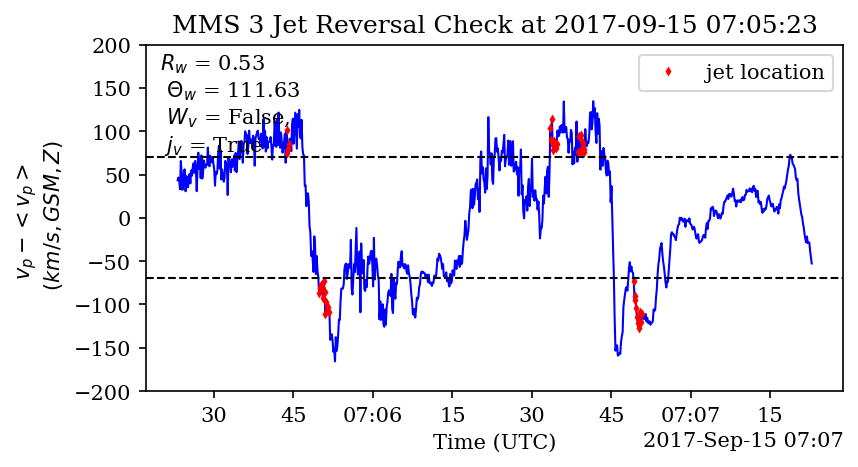 MMS 3 Jet Reversal Check at 2017-09-15 07:05:23
R_w = 0.53
Θ_w = 111.63
W_v = False,
j_v = True
jet location
200
150
100
50
0
−50
−100
−150
−200
v_p − <v_p>
(km/s, GSM, Z)
30 45 07:06 15 30 45 07:07 15
Time (UTC)
2017-Sep-15 07:07